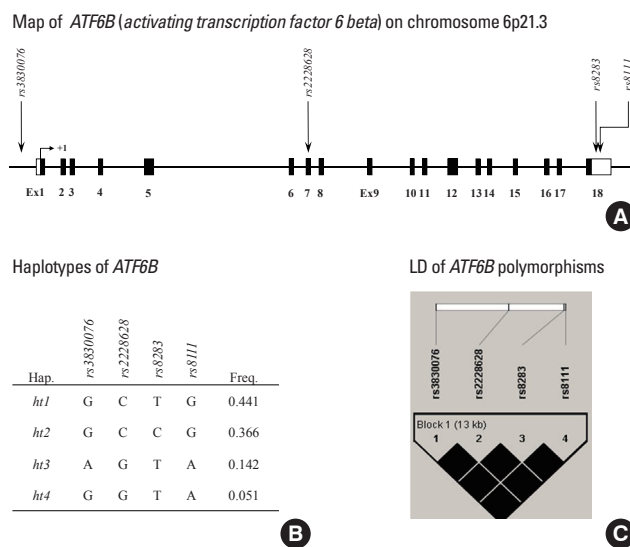 Map of ATF6B (activating transcription factor 6 beta) on chromosome 6p21.3
rs3830076 rs2228628 rs8283 rs8111
+1
Ex1 2 3 4 5 6 7 8 Ex9 10 11 12 13 14 15 16 17 18
A
Haplotypes of ATF6B
rs3830076 rs2228628 rs8283 rs8111
Hap. Freq.
ht1 G C T G 0.441
ht2 G C C G 0.366
ht3 A G T A 0.142
ht4 G G T A 0.051
B
LD of ATF6B polymorphisms
rs3830076 rs2228628 rs8283 rs8111
Block 1 (13 kb)
1 2 3 4
C